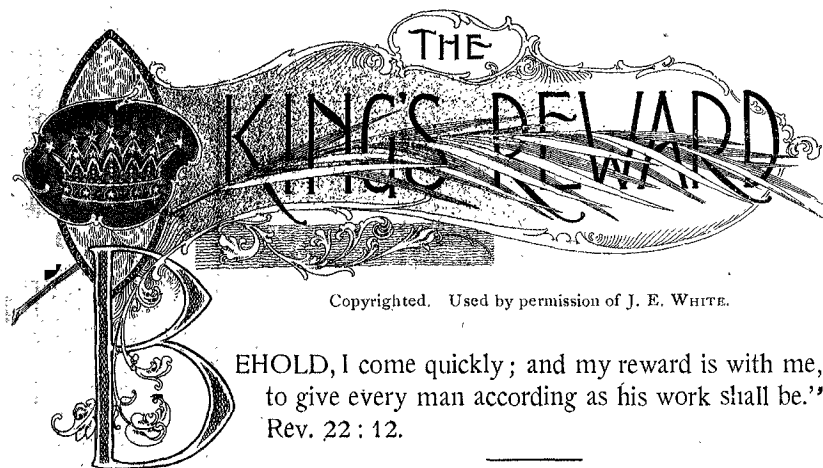 THE
KING'S REWARD
Copyrighted. Used by permission of J. E. WHITE.
BEHOLD, I come quickly; and my reward is with me,
to give every man according as his work shall be."
Rev. 22 : 12.